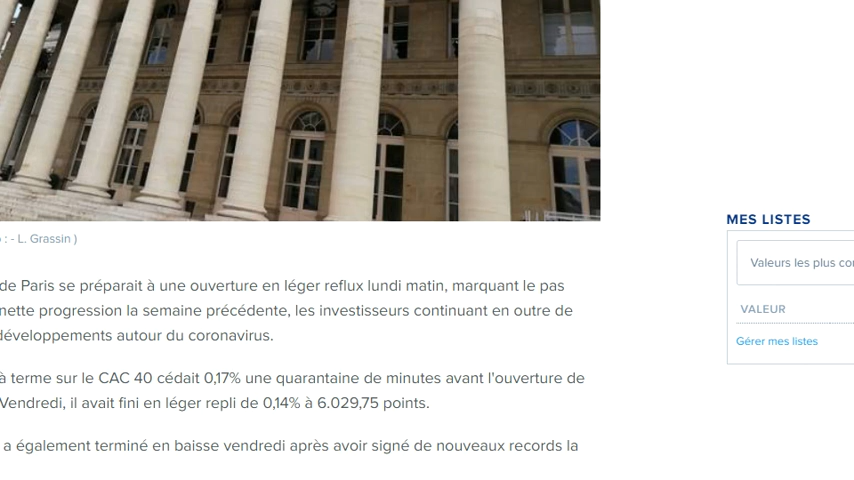 : - L. Grassin )
de Paris se préparait à une ouverture en léger reflux lundi matin, marquant le pas
nette progression la semaine précédente, les investisseurs continuant en outre de
développements autour du coronavirus.
à terme sur le CAC 40 cédait 0,17% une quarantaine de minutes avant l'ouverture de
Vendredi, il avait fini en léger repli de 0,14% à 6.029,75 points.
a également terminé en baisse vendredi après avoir signé de nouveaux records la
MES LISTES
Valeurs les plus
VALEUR
Gérer mes listes